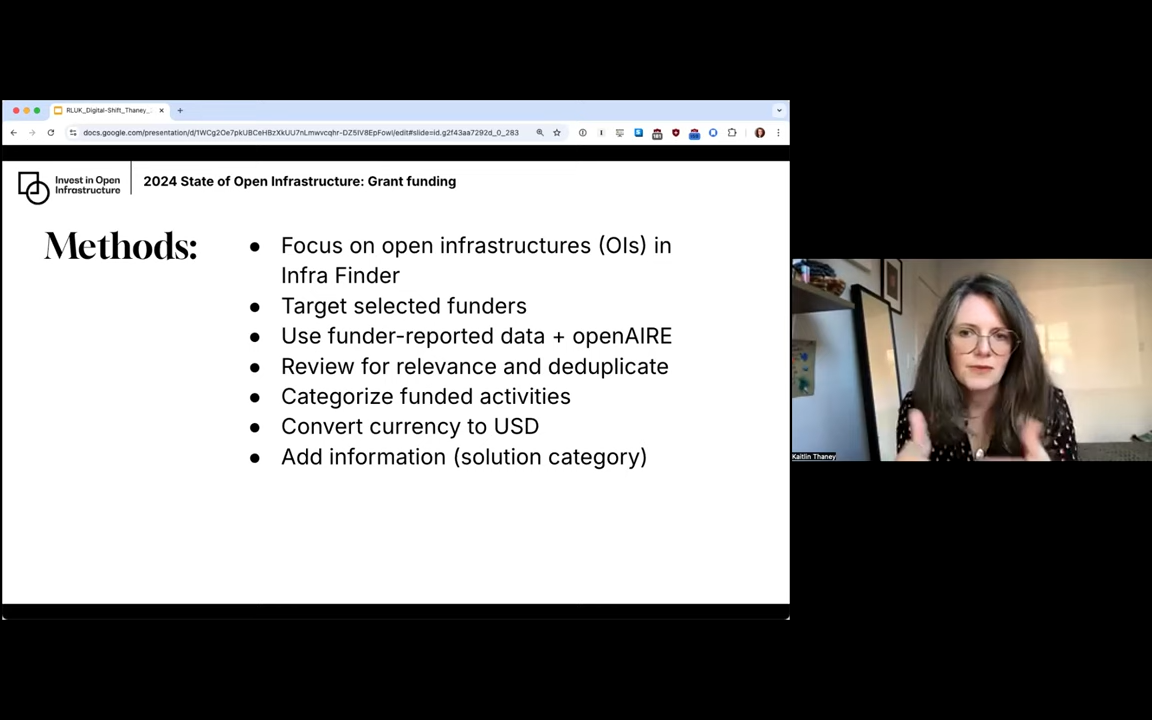 RLUK_Digital-Shift_Thaney_
docs.google.com/presentation/d/1WCg2Oe7pkUBCeHBzXkUU7nLmwvcqhr-DZ5IV8EpFowI/edit#slide=id.g2f43aa7292d_0_283
Invest in Open
Infrastructure
2024 State of Open Infrastructure: Grant funding
Methods:
● Focus on open infrastructures (OIs) in
Infra Finder
● Target selected funders
● Use funder-reported data + openAIRE
● Review for relevance and deduplicate
● Categorize funded activities
● Convert currency to USD
● Add information (solution category)
Kaitlin Thaney